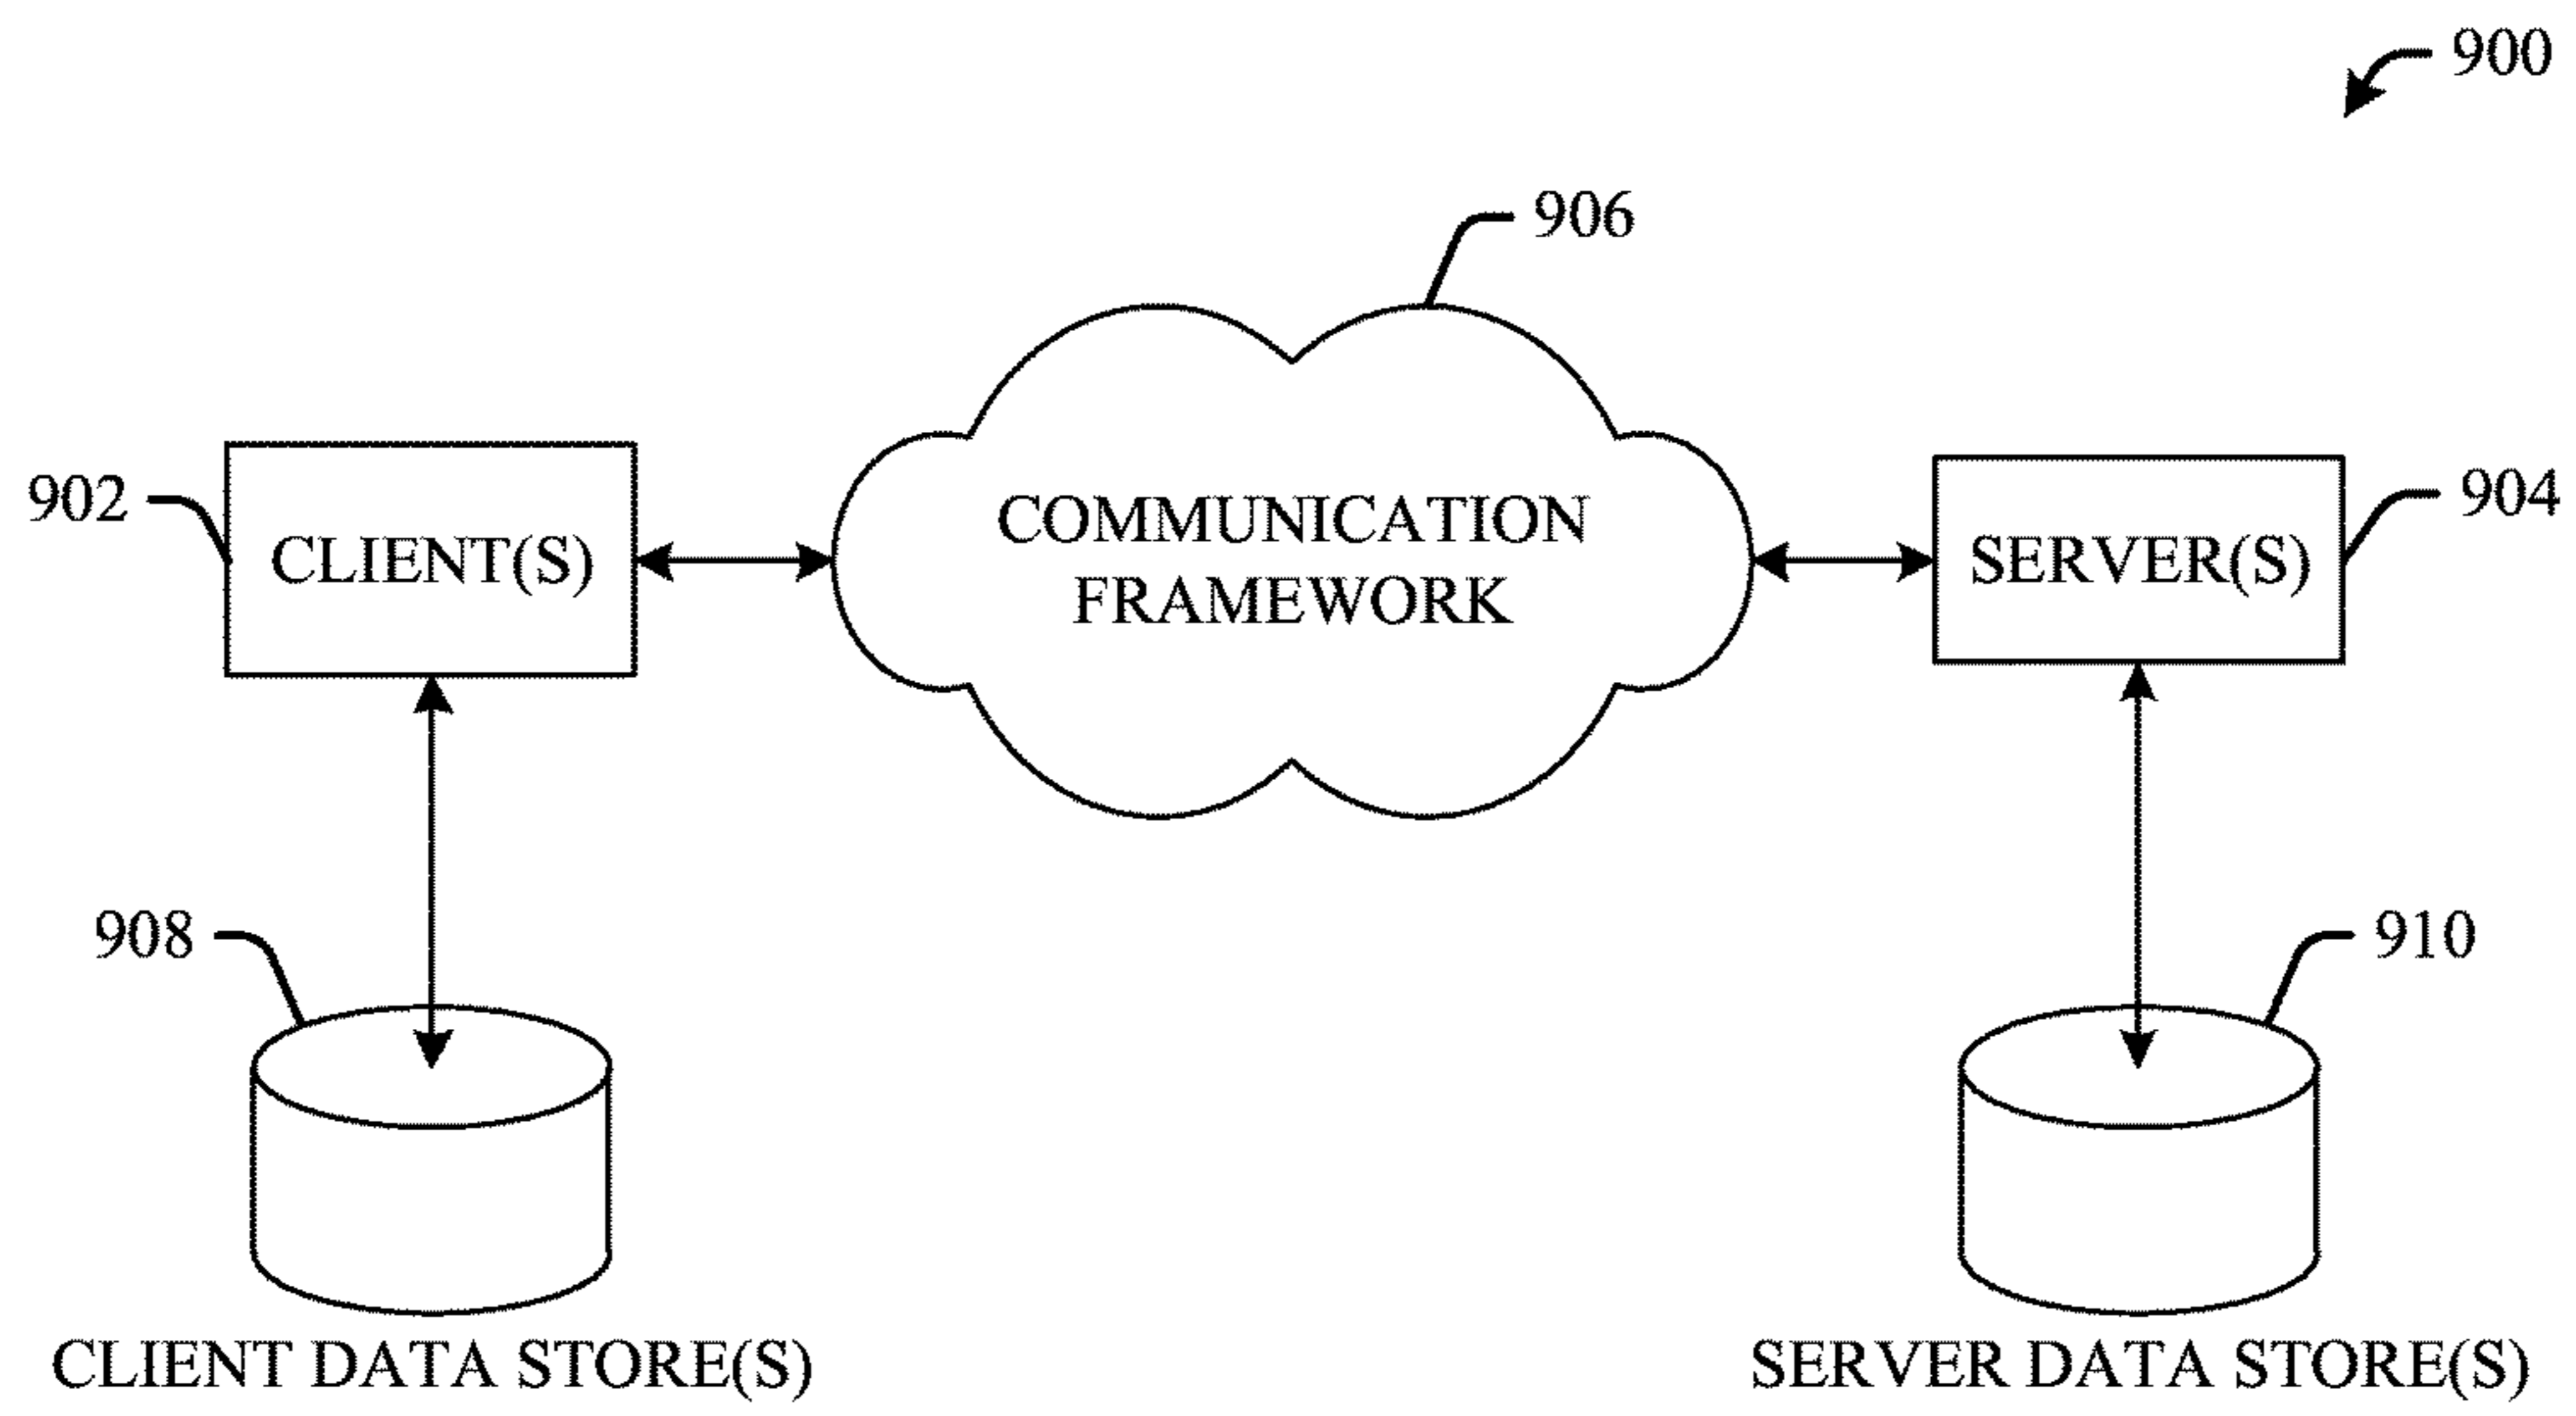 900
906
902
CLIENT(S)
COMMUNICATION
FRAMEWORK
SERVER(S)
904
908
910
CLIENT DATA STORE(S)
SERVER DATA STORE(S)